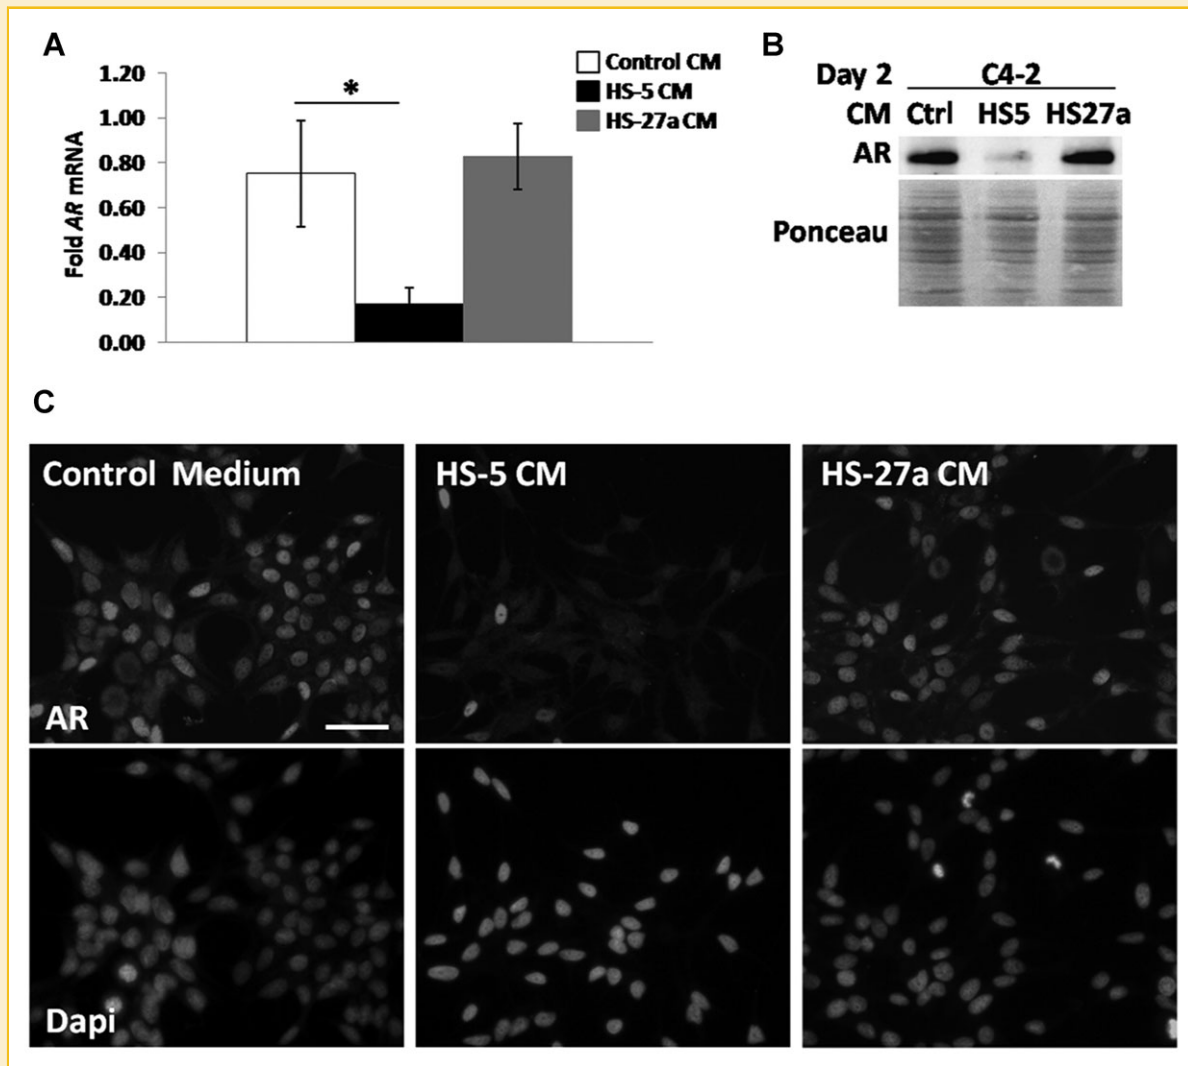 A
Fold AR mRNA
1.20
1.00
0.80
0.60
0.40
0.20
0.00
*
Control CM
HS-5 CM
HS-27a CM
B
Day 2 C4-2
CM Ctrl HS5 HS27a
AR
Ponceau
C
Control Medium
HS-5 CM
HS-27a CM
AR
Dapi